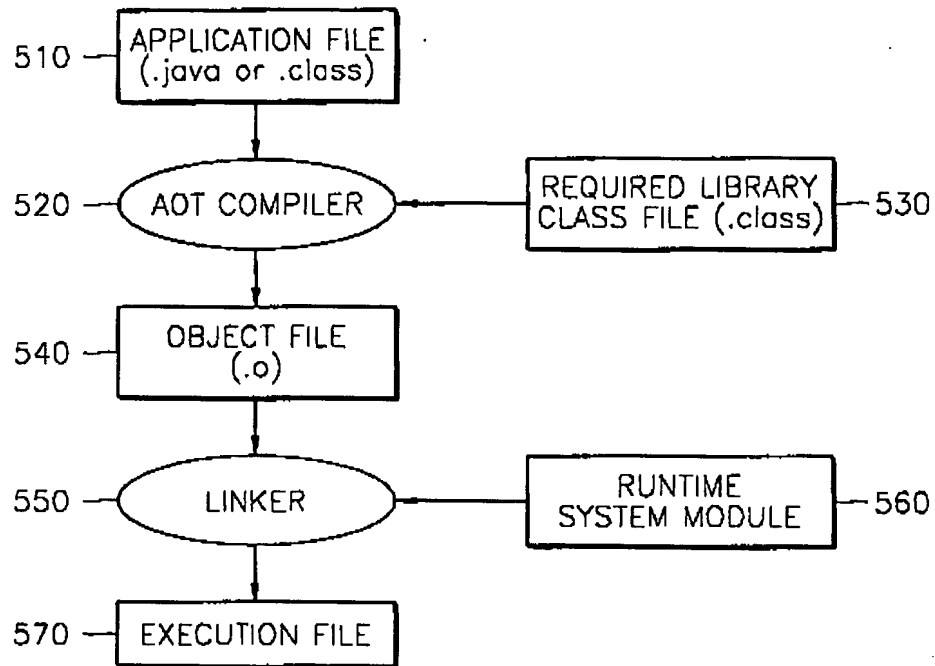 510
APPLICATION FILE
(.java or .class)
520
AOT COMPILER
REQUIRED LIBRARY
CLASS FILE (.class)
530
540
OBJECT FILE
(.o)
550
LINKER
RUNTIME
SYSTEM MODULE
560
570
EXECUTION FILE